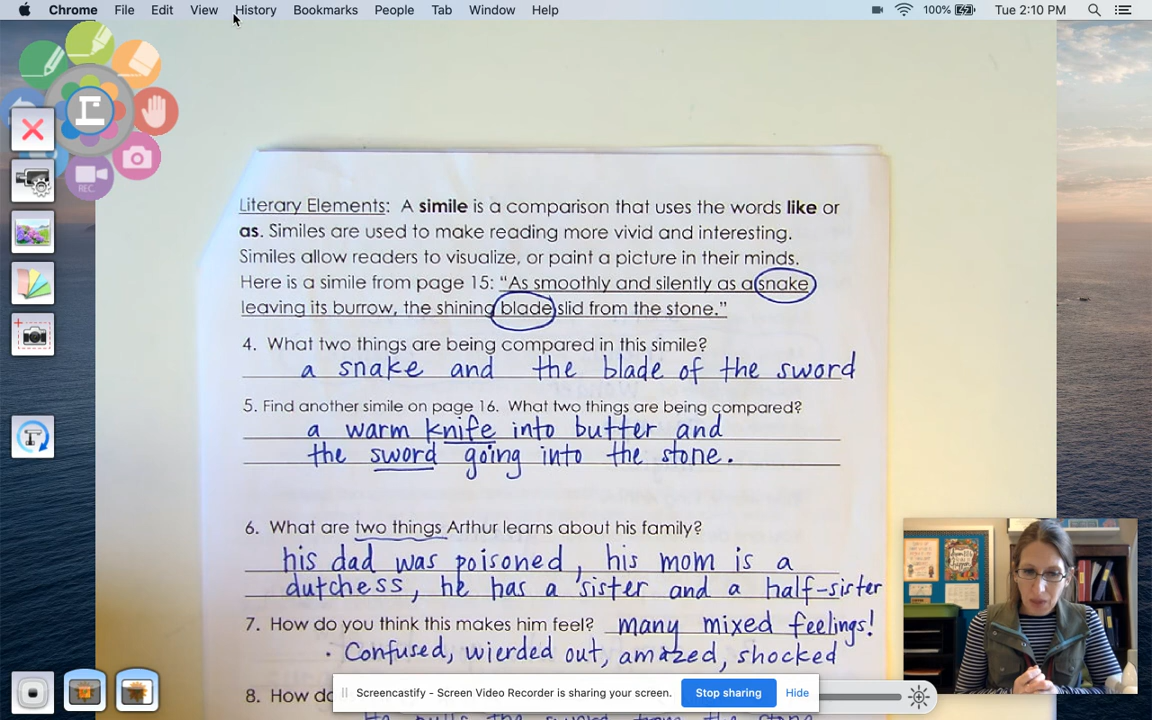 Chrome File Edit View History Bookmarks People Tab Window Help 100% Tue 2:10 PM
REC
Literary Elements: A simile is a comparison that uses the words like or
as. Similes are used to make reading more vivid and interesting.
Similes allow readers to visualize, or paint a picture in their minds.
Here is a simile from page 15: "As smoothly and silently as a snake
leaving its burrow, the shining blade slid from the stone."
4. What two things are being compared in this simile?
a snake and the blade of the sword
5. Find another simile on page 16. What two things are being compared?
a warm knife into butter and
the sword going into the stone.
6. What are two things Arthur learns about his family?
his dad was poisoned, his mom is a
dutchess, he has a sister and a half-sister
7. How do you think this makes him feel? many mixed feelings!
· Confused, wierded out, amazed, shocked
Screencastify - Screen Video Recorder is sharing your screen. Stop sharing Hide
8. How do
He pulls the sword from the stone